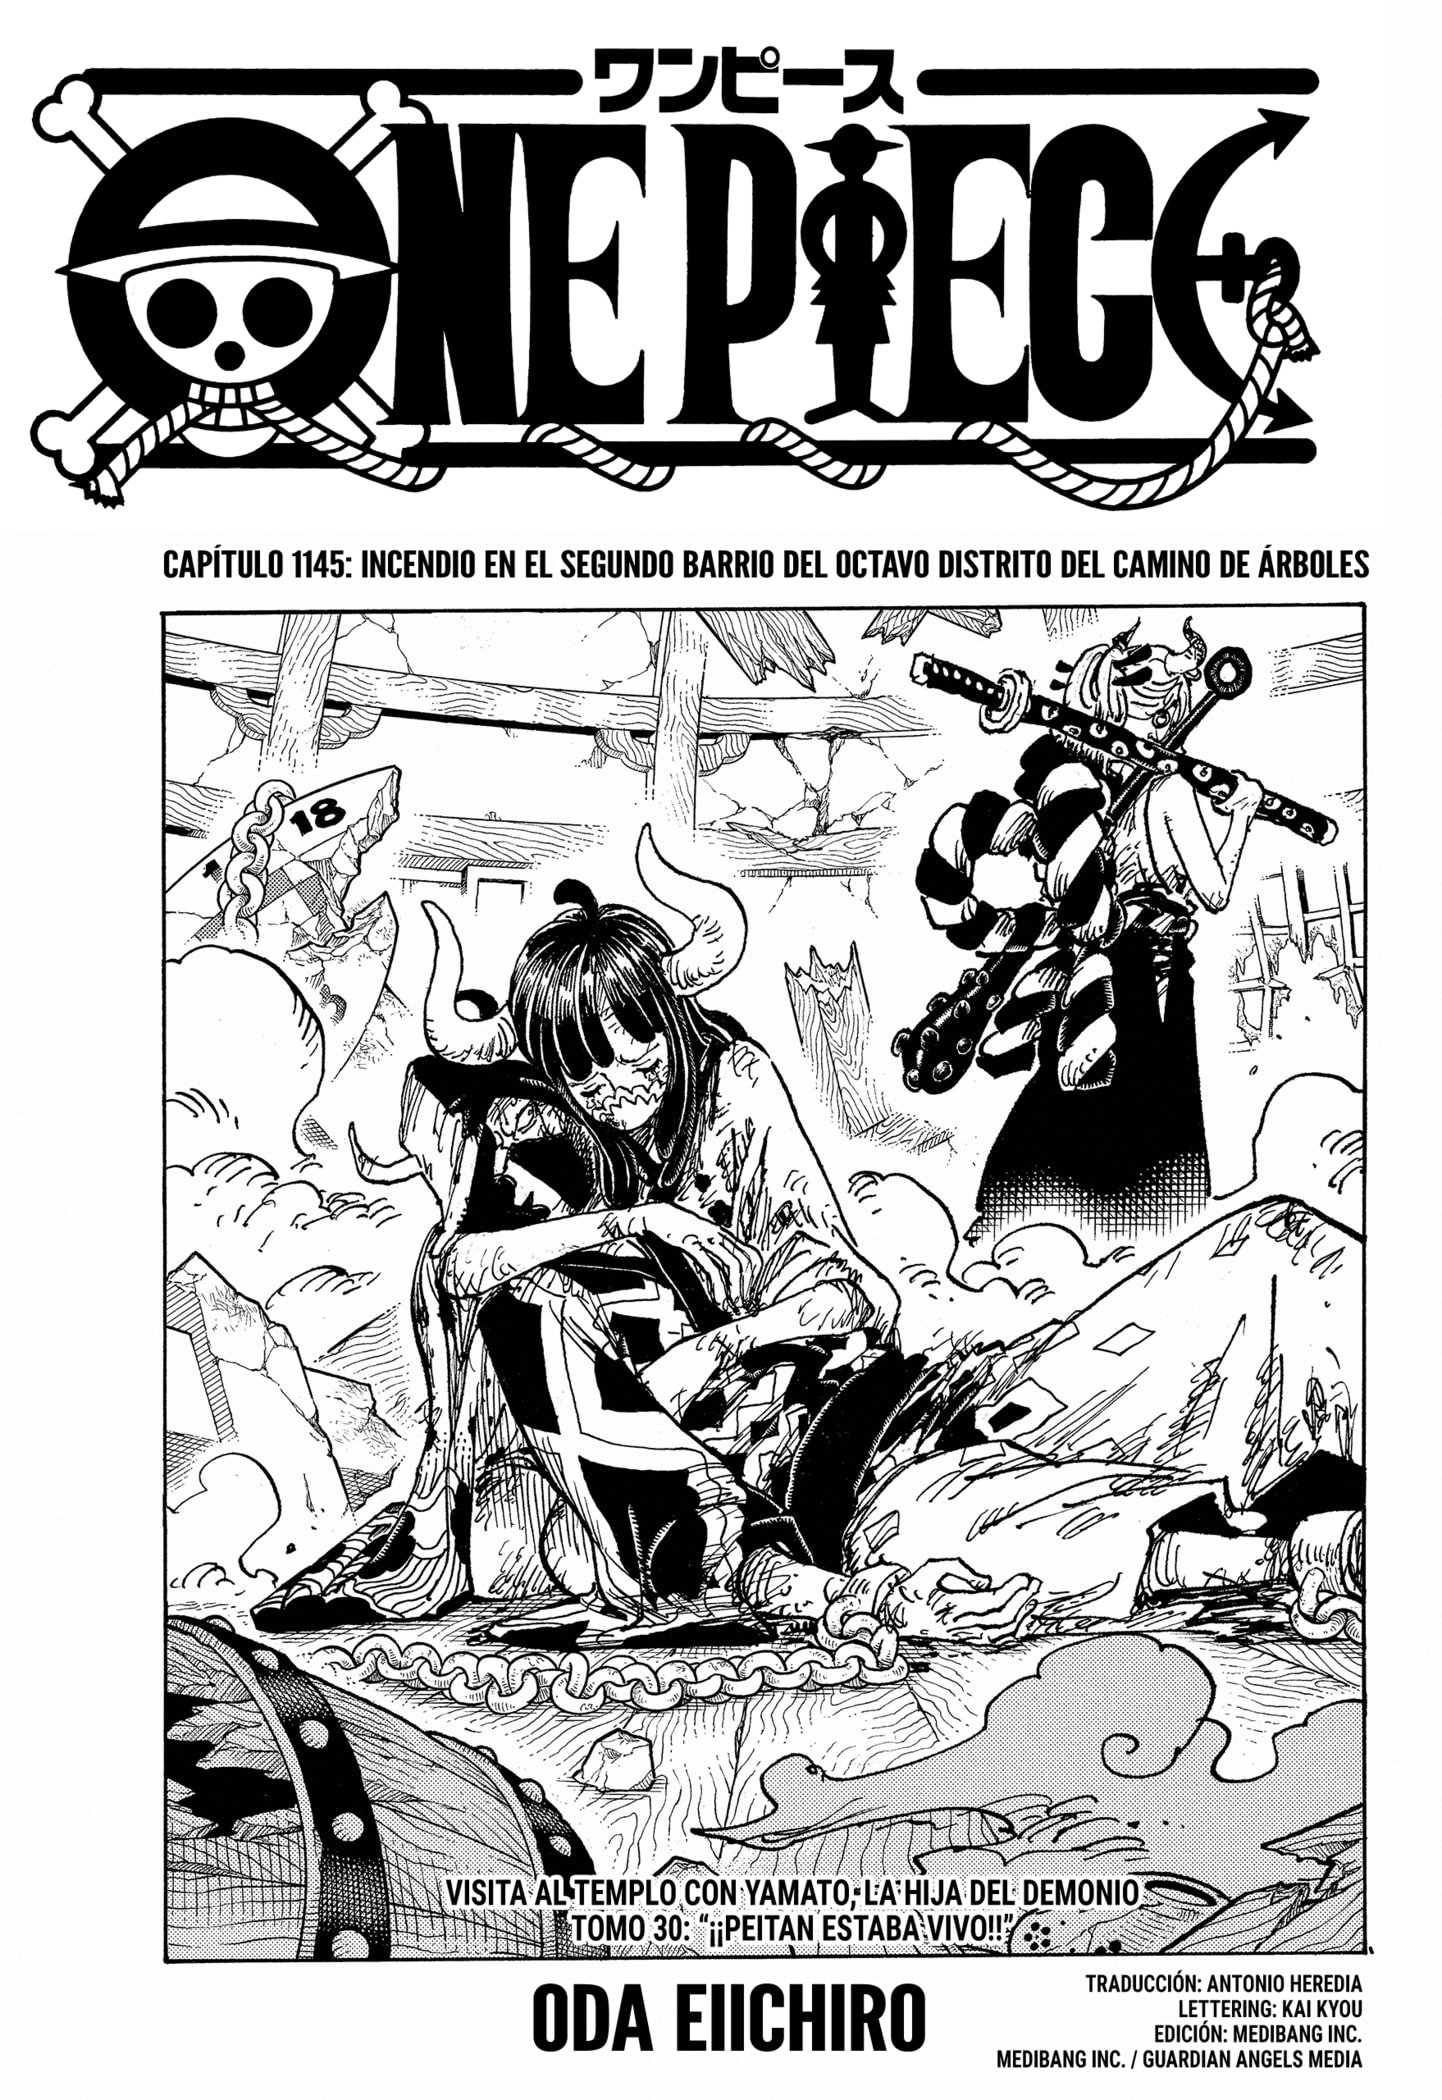 ワンピース
ONE PIECE
CAPÍTULO 1145: INCENDIO EN EL SEGUNDO BARRIO DEL OCTAVO DISTRITO DEL CAMINO DE ÁRBOLES
18
VISITA AL TEMPLO CON YAMATO, LA HIJA DEL DEMONIO
TOMO 30: “¡¡PEITAN ESTABA VIVO!!”
ODA EIICHIRO
TRADUCCIÓN: ANTONIO HEREDIA
LETTERING: KAI KYOU
EDICIÓN: MEDIBANG INC.
MEDIBANG INC. / GUARDIAN ANGELS MEDIA